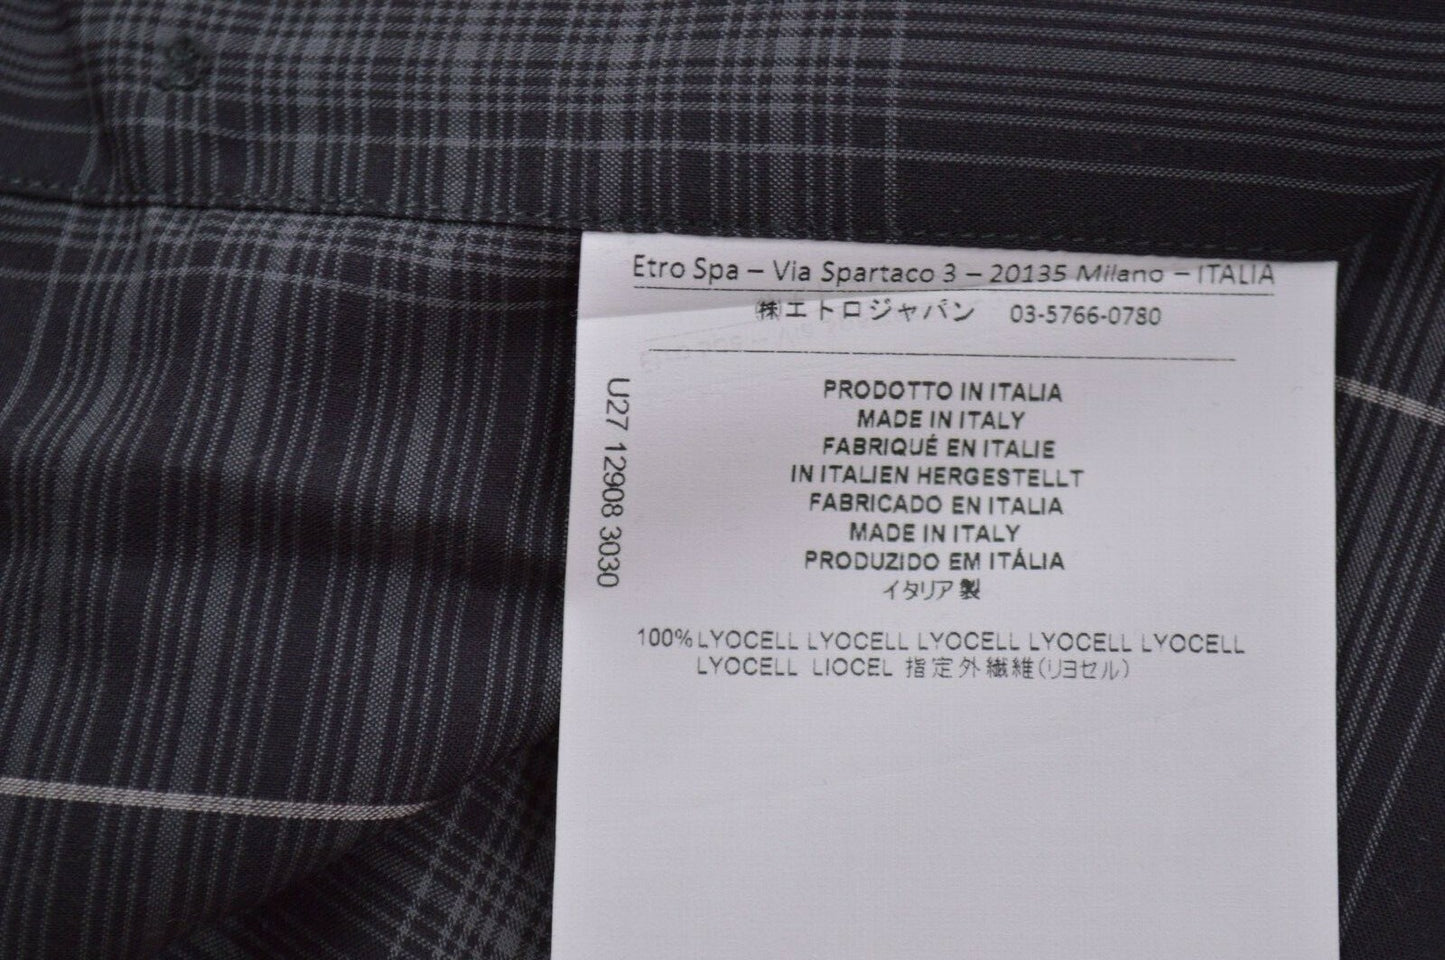 Etro Spa – Via Spartaco 3 – 20135 Milano – ITALIA
㈱エトロジャパン 03-5766-0780
U27 12908 3030
PRODOTTO IN ITALIA
MADE IN ITALY
FABRIQUÉ EN ITALIE
IN ITALIEN HERGESTELLT
FABRICADO EN ITALIA
MADE IN ITALY
PRODUZIDO EM ITÁLIA
イタリア製
100% LYOCELL LYOCELL LYOCELL LYOCELL LYOCELL
LYOCELL LIOCEL 指定外繊維(リヨセル)